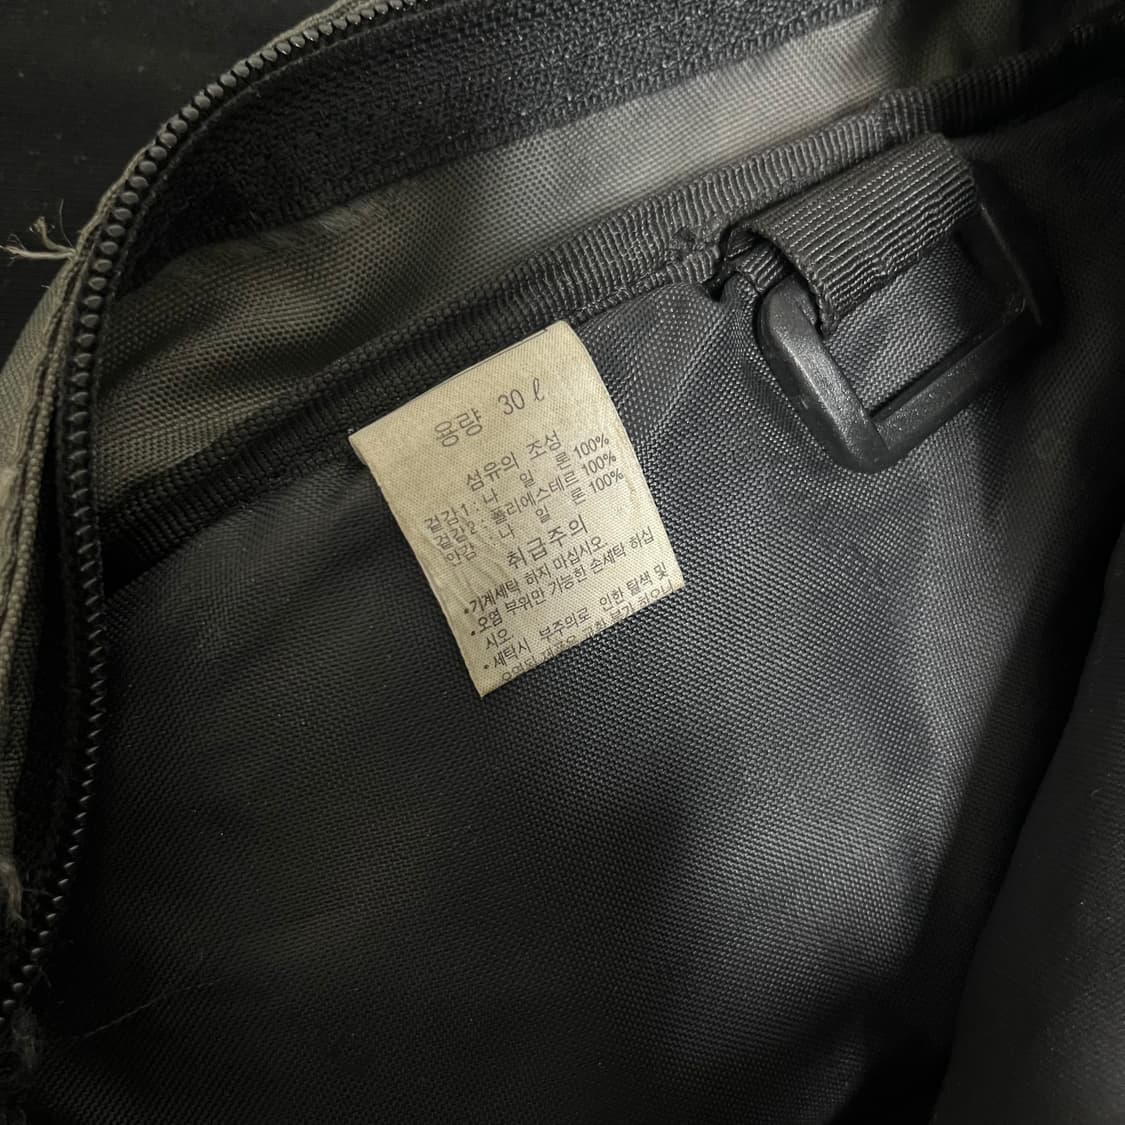 용량 30 ℓ
섬유의 조성
겉감1 : 나 일 론 100%
겉감2 : 폴리에스테르 100%
안감 : 나 일 론 100%
취급주의
•기계세탁 하지 마십시오.
•오염 부위만 가능한 손세탁 하십
시오.
•세탁시 부주의로 인한 탈색 및